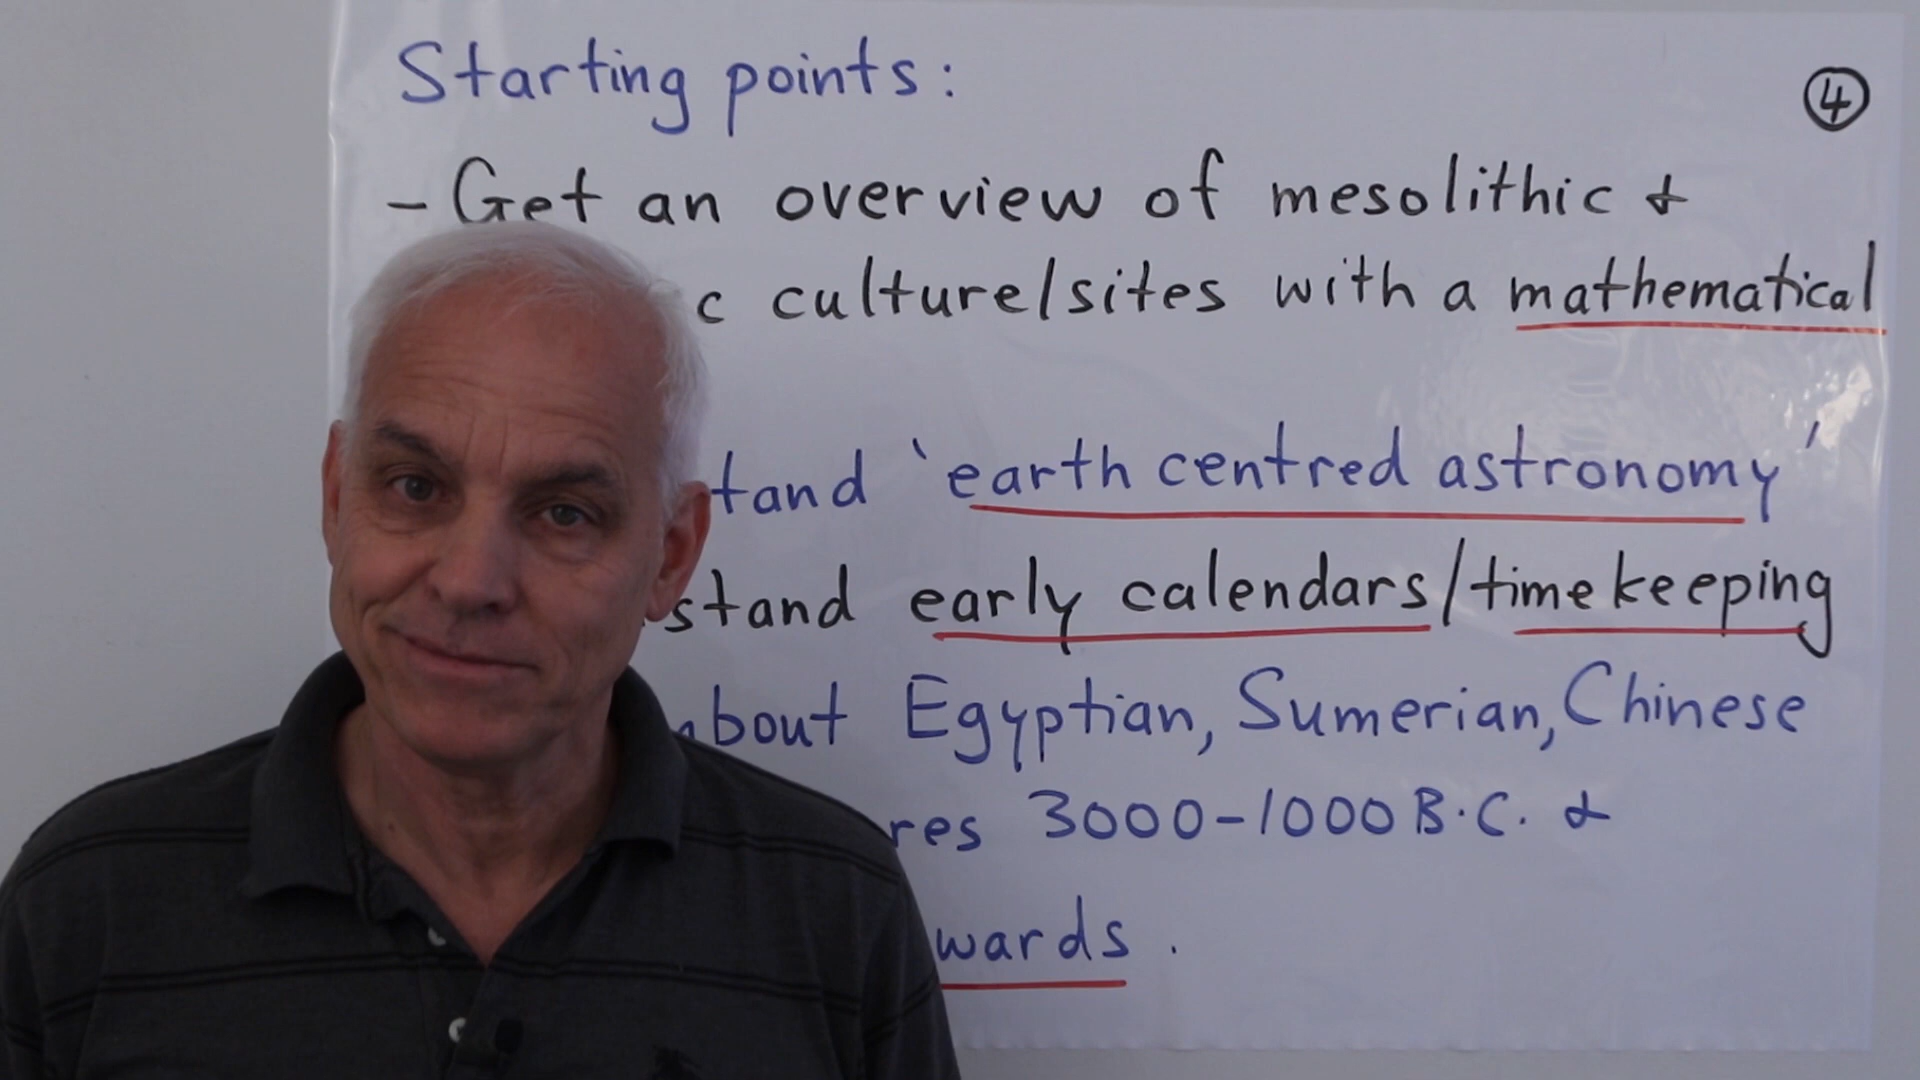 Starting points:
④
- Get an overview of mesolithic &
c culture/sites with a mathematical
tand 'earth centred astronomy'
stand early calendars/timekeeping
about Egyptian, Sumerian, Chinese
res 3000-1000 B.C. &
wards.